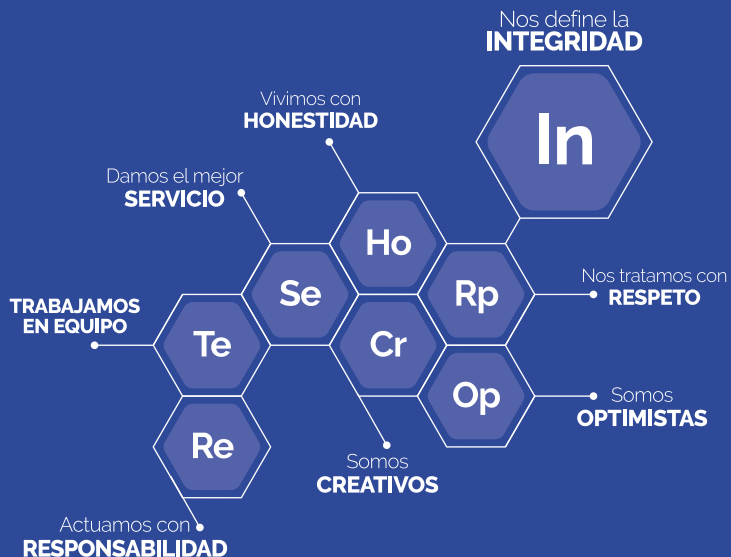 Nos define la
INTEGRIDAD
In
Vivimos con
HONESTIDAD
Ho
Damos el mejor
SERVICIO
Se
Rp
Nos tratamos con
RESPETO
TRABAJAMOS
EN EQUIPO
Te
Cr
Op
Somos
OPTIMISTAS
Re
Somos
CREATIVOS
Actuamos con
RESPONSABILIDAD